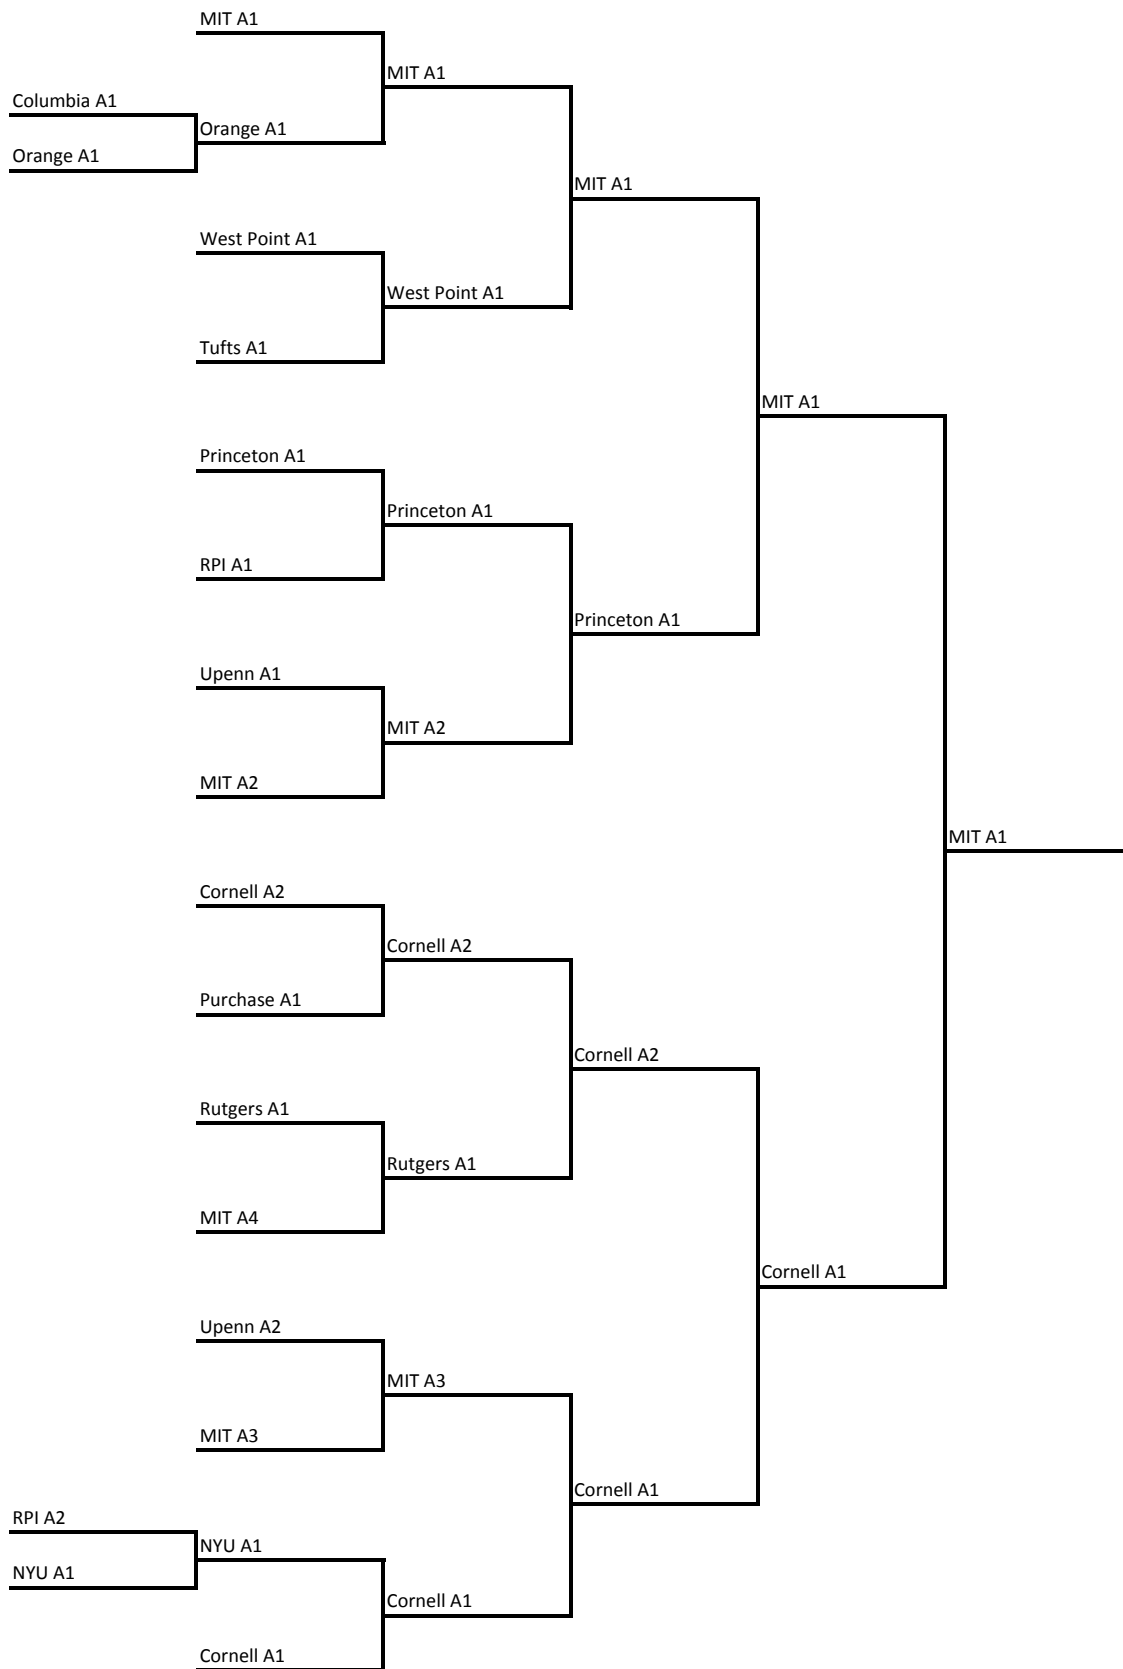 MIT A1
MIT A1
Columbia A1
Orange A1
Orange A1
MIT A1
West Point A1
West Point A1
Tufts A1
MIT A1
Princeton A1
Princeton A1
RPI A1
Princeton A1
Upenn A1
MIT A2
MIT A2
MIT A1
Cornell A2
Cornell A2
Purchase A1
Cornell A2
Rutgers A1
Rutgers A1
MIT A4
Cornell A1
Upenn A2
MIT A3
MIT A3
Cornell A1
RPI A2
NYU A1
NYU A1
Cornell A1
Cornell A1